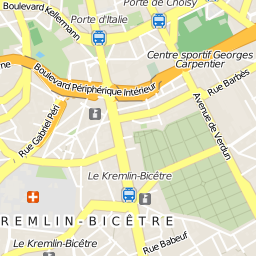 Boulevard Kellermann
Porte de Choisy
Porte d'Italie
Centre sportif Georges
Carpentier
Boulevard Périphérique Intérieur
Rue Barbès
Avenue de Verdun
Rue Gabriel Péri
Le Kremlin-Bicêtre
REMLIN-BICÊTRE
Le Kremlin-Bicêtre
Rue Babeuf